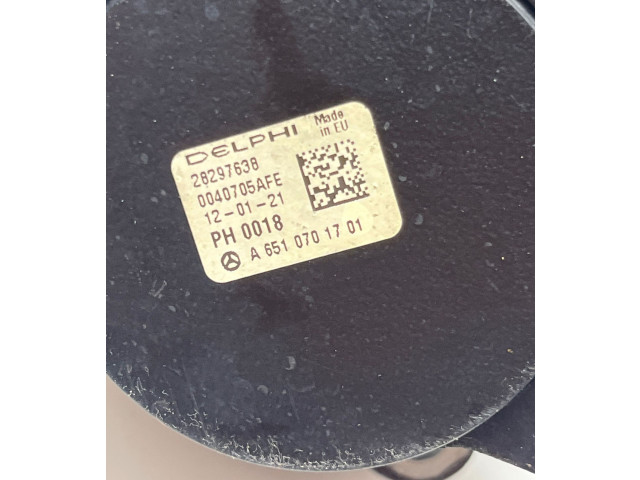 DELPHI
Made
in EU
28297638
0040705AFE
12-01-21
PH 0018
A 651 070 17 01